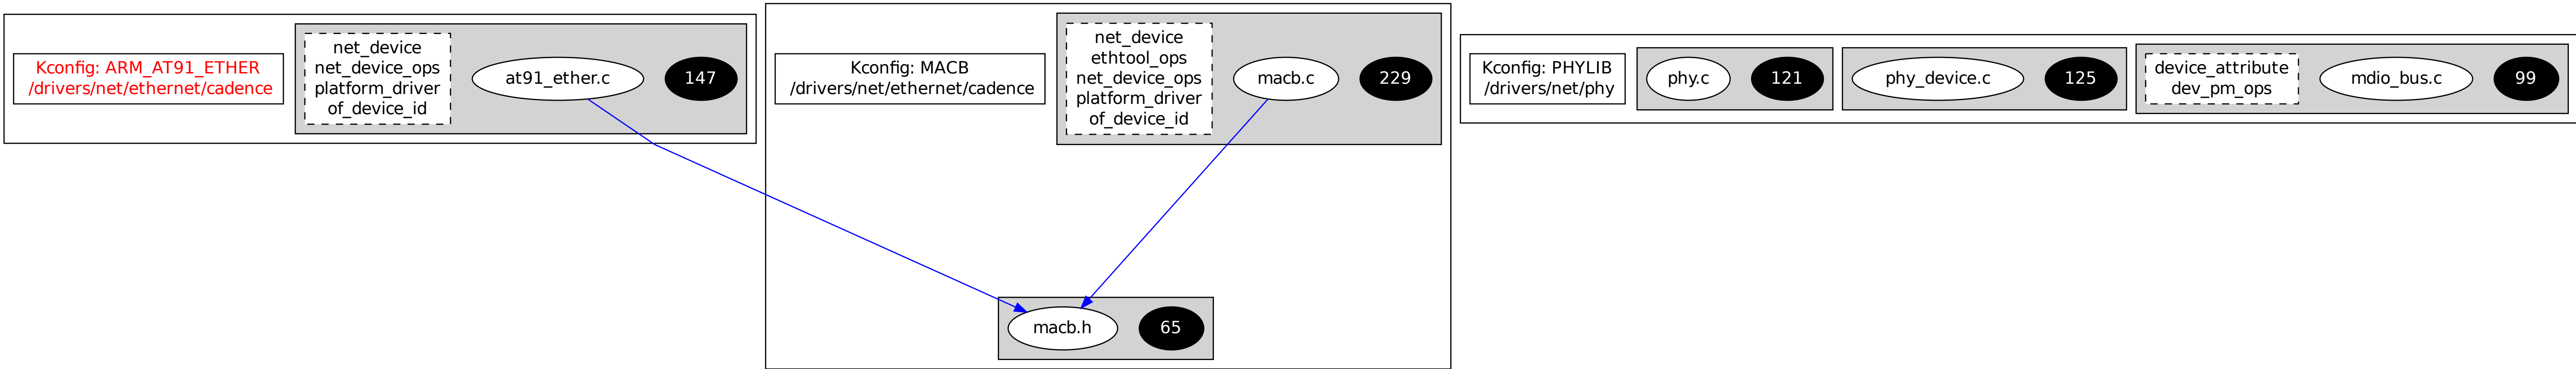 Kconfig: ARM_AT91_ETHER
/drivers/net/ethernet/cadence
net_device
net_device_ops
platform_driver
of_device_id
at91_ether.c
147
Kconfig: MACB
/drivers/net/ethernet/cadence
net_device
ethtool_ops
net_device_ops
platform_driver
of_device_id
macb.c
229
macb.h
65
Kconfig: PHYLIB
/drivers/net/phy
phy.c
121
phy_device.c
125
device_attribute
dev_pm_ops
mdio_bus.c
99